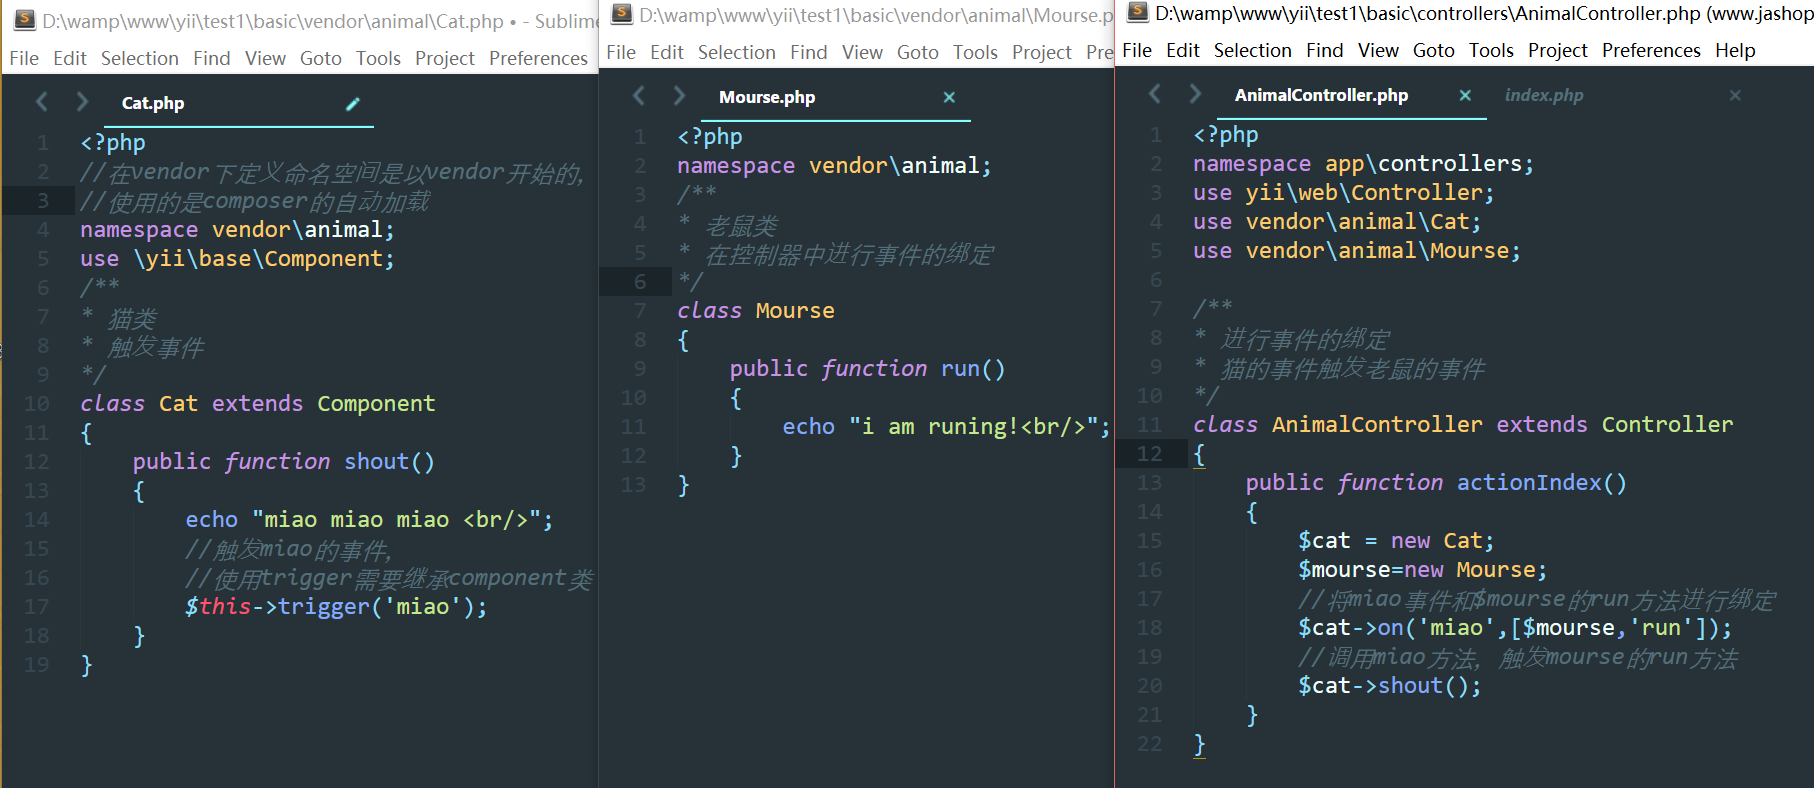 D:\wamp\www\yii\test1\basic\vendor\animal\Cat.php • - Sublime
File Edit Selection Find View Goto Tools Project Preferences
Cat.php
1 <?php
2 //在vendor下定义命名空间是以vendor开始的,
3 //使用的是composer的自动加载
4 namespace vendor\animal;
5 use \yii\base\Component;
6 /**
7 * 猫类
8 * 触发事件
9 */
10 class Cat extends Component
11 {
12 public function shout()
13 {
14 echo "miao miao miao <br/>";
15 //触发miao的事件,
16 //使用trigger需要继承component类
17 $this->trigger('miao');
18 }
19 }
D:\wamp\www\yii\test1\basic\vendor\animal\Mourse.p
File Edit Selection Find View Goto Tools Project Pre
Mourse.php
1 <?php
2 namespace vendor\animal;
3 /**
4 * 老鼠类
5 * 在控制器中进行事件的绑定
6 */
7 class Mourse
8 {
9 public function run()
10 {
11 echo "i am runing!<br/>";
12 }
13 }
D:\wamp\www\yii\test1\basic\controllers\AnimalController.php (www.jashop
File Edit Selection Find View Goto Tools Project Preferences Help
AnimalController.php index.php
1 <?php
2 namespace app\controllers;
3 use yii\web\Controller;
4 use vendor\animal\Cat;
5 use vendor\animal\Mourse;
6
7 /**
8 * 进行事件的绑定
9 * 猫的事件触发老鼠的事件
10 */
11 class AnimalController extends Controller
12 {
13 public function actionIndex()
14 {
15 $cat = new Cat;
16 $mourse=new Mourse;
17 //将miao事件和$mourse的run方法进行绑定
18 $cat->on('miao',[$mourse,'run']);
19 //调用miao方法, 触发mourse的run方法
20 $cat->shout();
21 }
22 }